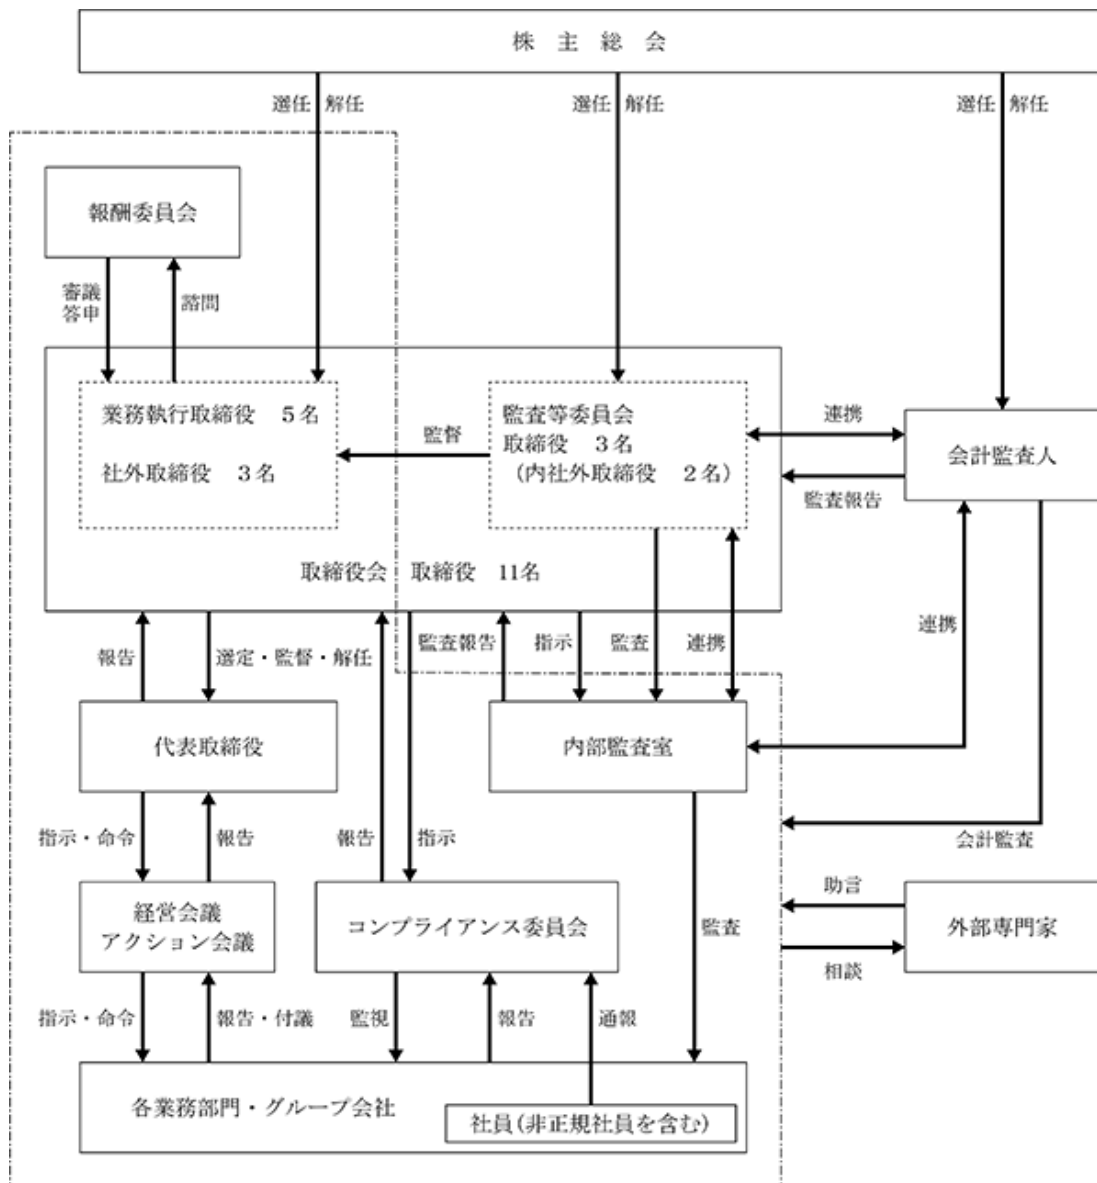 株 主 総 会
選任 解任
選任 解任
選任 解任
報酬委員会
審議
答申
諮問
業務執行取締役 5名
社外取締役 3名
監督
監査等委員会
取締役 3名
(内社外取締役 2名)
連携
監査報告
会計監査人
取締役会 取締役 11名
報告
選定・監督・解任
監査報告
指示
監査
連携
連携
代表取締役
内部監査室
指示・命令
報告
報告
指示
会計監査
経営会議
アクション会議
コンプライアンス委員会
監査
助言
外部専門家
相談
指示・命令
報告・付議
監視
報告
通報
各業務部門・グループ会社
社員(非正規社員を含む)